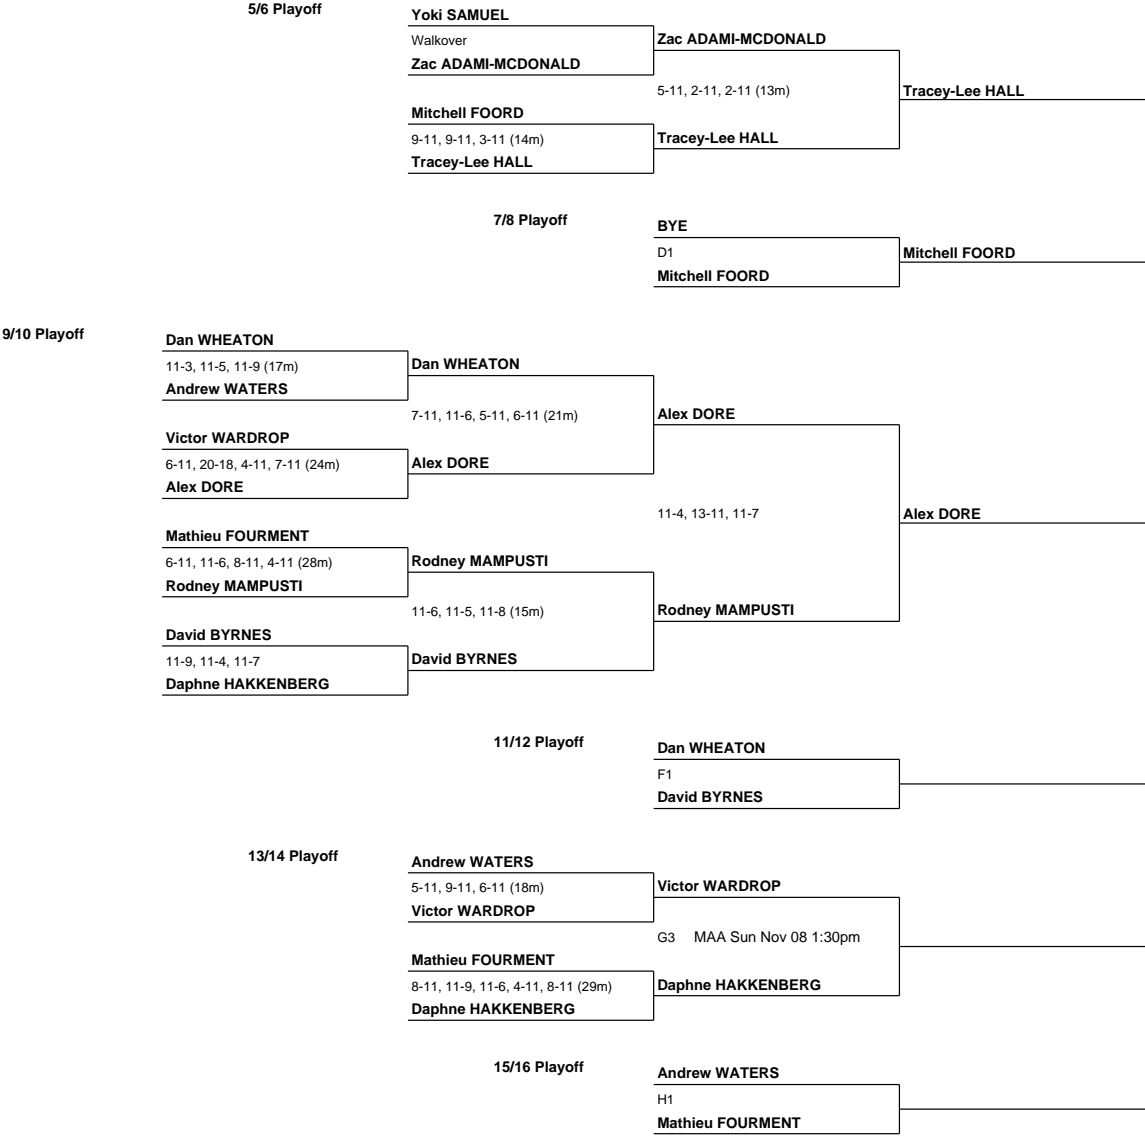 5/6 Playoff
Yoki SAMUEL
Walkover
Zac ADAMI-MCDONALD
Zac ADAMI-MCDONALD
5-11, 2-11, 2-11 (13m)
Tracey-Lee HALL
Mitchell FOORD
9-11, 9-11, 3-11 (14m)
Tracey-Lee HALL
Tracey-Lee HALL
7/8 Playoff
BYE
D1
Mitchell FOORD
Mitchell FOORD
9/10 Playoff
Dan WHEATON
11-3, 11-5, 11-9 (17m)
Dan WHEATON
Andrew WATERS
7-11, 11-6, 5-11, 6-11 (21m)
Alex DORE
Victor WARDROP
6-11, 20-18, 4-11, 7-11 (24m)
Alex DORE
Alex DORE
11-4, 13-11, 11-7
Alex DORE
Mathieu FOURMENT
6-11, 11-6, 8-11, 4-11 (28m)
Rodney MAMPUSTI
Rodney MAMPUSTI
11-6, 11-5, 11-8 (15m)
Rodney MAMPUSTI
David BYRNES
11-9, 11-4, 11-7
David BYRNES
Daphne HAKKENBERG
11/12 Playoff
Dan WHEATON
F1
David BYRNES
13/14 Playoff
Andrew WATERS
5-11, 9-11, 6-11 (18m)
Victor WARDROP
Victor WARDROP
G3 MAA Sun Nov 08 1:30pm
Mathieu FOURMENT
8-11, 11-9, 11-6, 4-11, 8-11 (29m)
Daphne HAKKENBERG
Daphne HAKKENBERG
15/16 Playoff
Andrew WATERS
H1
Mathieu FOURMENT